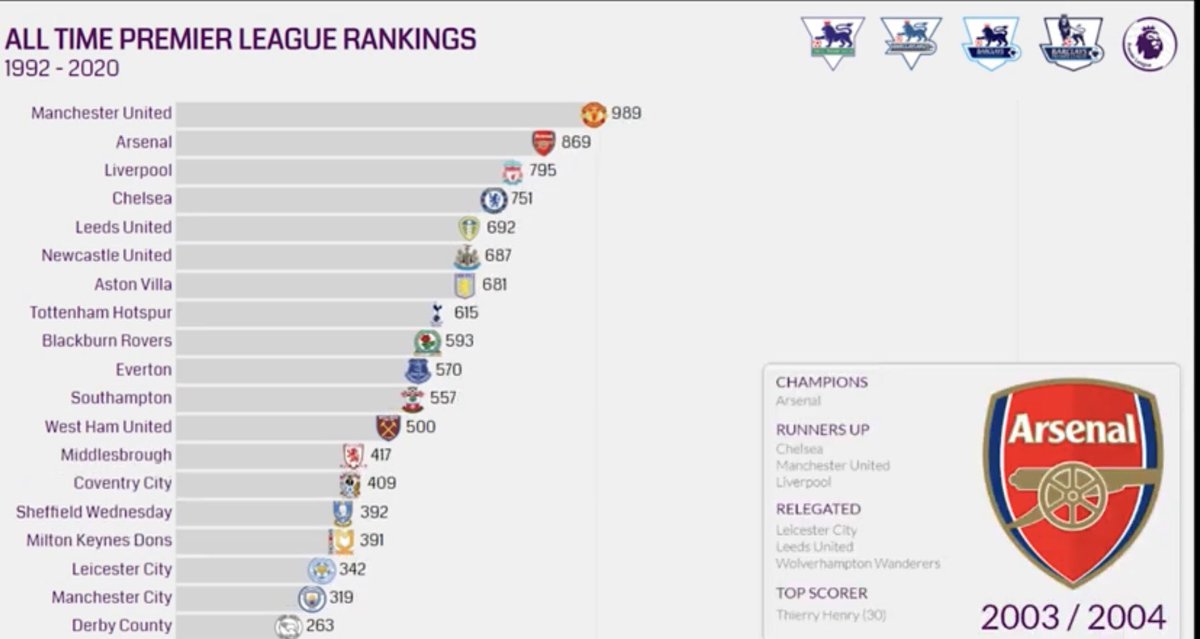 ALL TIME PREMIER LEAGUE RANKINGS
1992 - 2020
Manchester United 989
Arsenal 869
Liverpool 795
Chelsea 751
Leeds United 692
Newcastle United 687
Aston Villa 681
Tottenham Hotspur 615
Blackburn Rovers 593
Everton 570
Southampton 557
West Ham United 500
Middlesbrough 417
Coventry City 409
Sheffield Wednesday 392
Milton Keynes Dons 391
Leicester City 342
Manchester City 319
Derby County 263
CHAMPIONS
Arsenal
RUNNERS UP
Chelsea
Manchester United
Liverpool
RELEGATED
Leicester City
Leeds United
Wolverhampton Wanderers
TOP SCORER
Thierry Henry (30)
Arsenal
2003 / 2004